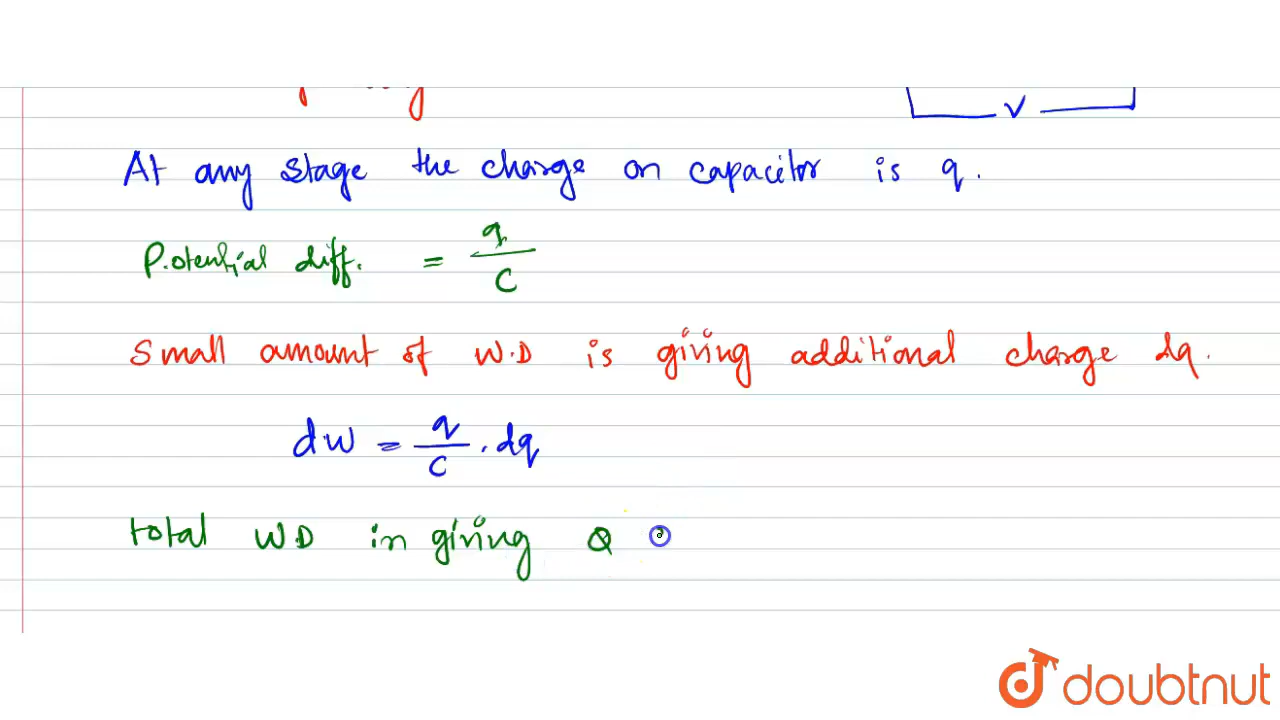 V
At any stage the charge on capacitor is q.
Potential diff. = q/C
Small amount of W.D is giving additional charge dq.
dW = q/C . dq
total WD in giving Q
doubtnut